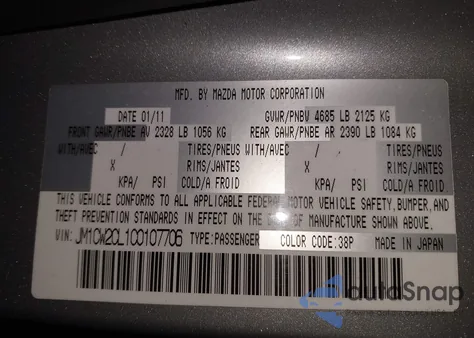 MFD. BY MAZDA MOTOR CORPORATION
DATE 01/11 GVWR/PNBV 4685 LB 2125 KG
FRONT GAWR/PNBE AV 2328 LB 1056 KG REAR GAWR/PNBE AR 2390 LB 1084 KG
WITH/AVEC / TIRES/PNEUS WITH/AVEC / TIRES/PNEUS
X RIMS/JANTES X RIMS/JANTES
KPA/ PSI COLD/A FROID KPA/ PSI COLD/A FROID
THIS VEHICLE CONFORMS TO ALL APPLICABLE FEDERAL MOTOR VEHICLE SAFETY, BUMPER, AND
THEFT PREVENTION STANDARDS IN EFFECT ON THE DATE OF MANUFACTURE SHOWN ABOVE.
VIN: JM1CW2CL1C0107706 TYPE:PASSENGER COLOR CODE:38P MADE IN JAPAN
autoSnap